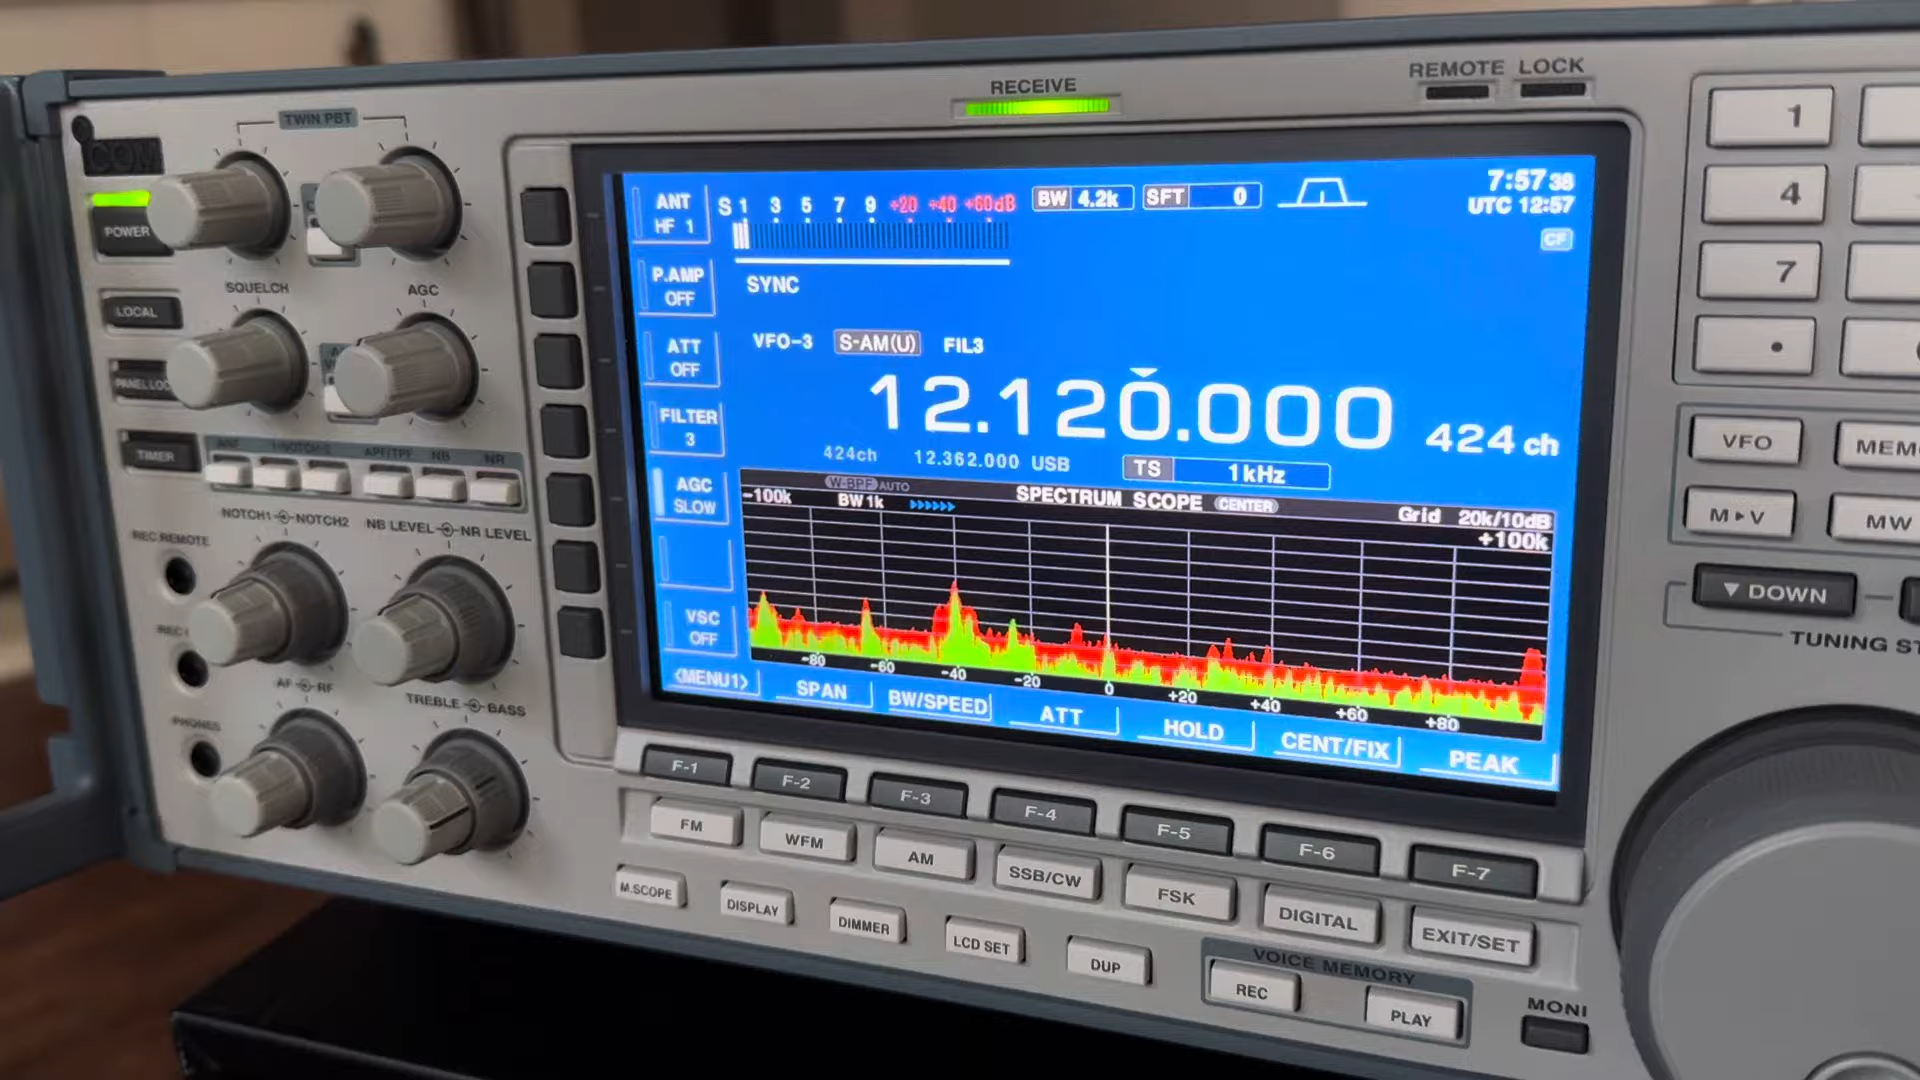 RECEIVE
REMOTE LOCK
TWIN PBT
ICOM
POWER
LOCAL
SQUELCH
AGC
PANEL LOC
TIMER
ANT
APF/TPF
NB
NR
NOTCH1 NOTCH2
NB LEVEL NR LEVEL
REC REMOTE
REC
AF RF
TREBLE BASS
PHONES
ANT
HF 1
P.AMP
OFF
ATT
OFF
FILTER
3
AGC
SLOW
VSC
OFF
S 1 3 5 7 9 +20 +40 +60dB
BW 4.2k
SFT 0
7:57 38
UTC 12:57
CF
SYNC
VFO-3 S-AM(U) FIL3
12.120.000 424 ch
424ch 12.362.000 USB
TS 1kHz
-100k W-BPF AUTO
BW 1k
SPECTRUM SCOPE CENTER
Grid 20k/10dB
+100k
-80 -60 -40 -20 0 +20 +40 +60 +80
<MENU1> SPAN BW/SPEED ATT HOLD CENT/FIX PEAK
F-1 F-2 F-3 F-4 F-5 F-6 F-7
FM WFM AM SSB/CW FSK DIGITAL EXIT/SET
M.SCOPE DISPLAY DIMMER LCD SET DUP
VOICE MEMORY
REC PLAY
MONI
1
4
7
•
VFO MEM
M▸V MW
▼ DOWN
TUNING ST